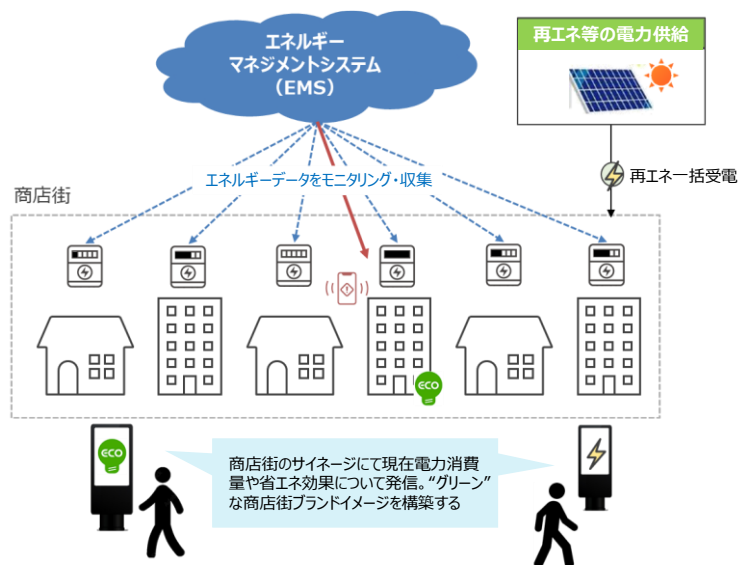 エネルギー
マネジメントシステム
（EMS）
再エネ等の電力供給
エネルギーデータをモニタリング・収集
再エネ一括受電
商店街
ECO
ECO
商店街のサイネージにて現在電力消費
量や省エネ効果について発信。“グリーン”
な商店街ブランドイメージを構築する